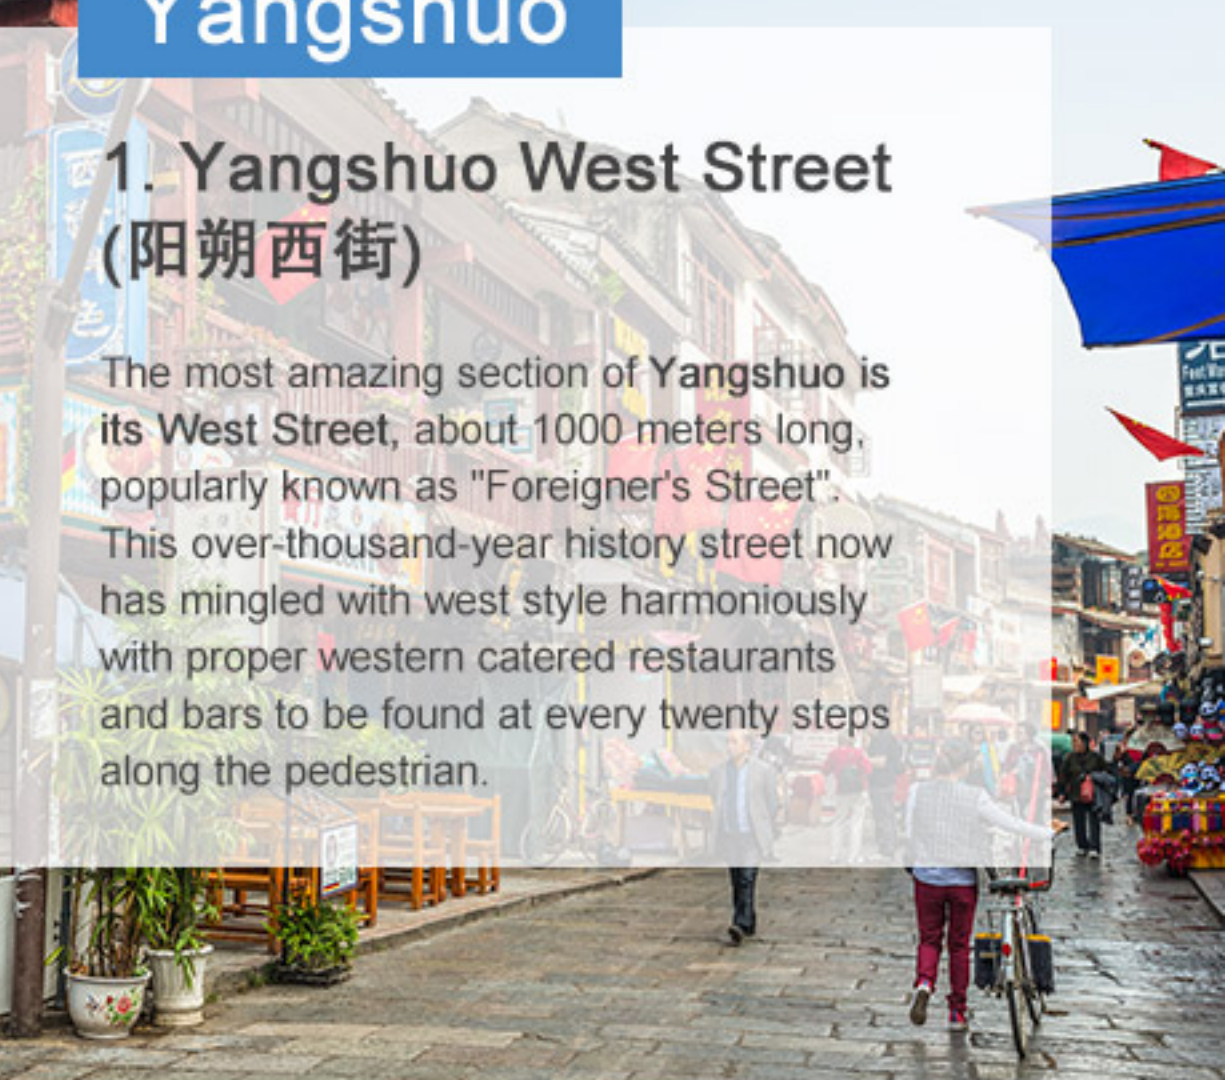 Yangshuo
1. Yangshuo West Street
(阳朔西街)
The most amazing section of Yangshuo is
its West Street, about 1000 meters long,
popularly known as "Foreigner's Street".
This over-thousand-year history street now
has mingled with west style harmoniously
with proper western catered restaurants
and bars to be found at every twenty steps
along the pedestrian.